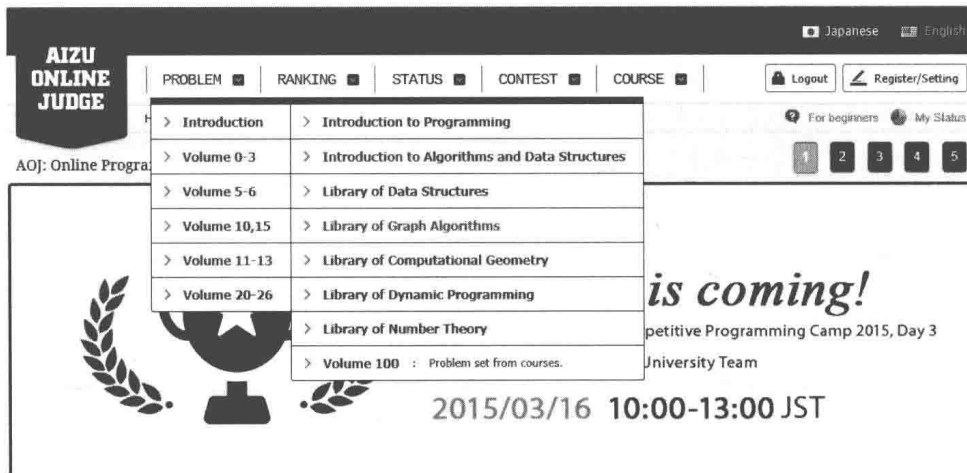 Japanese English
AIZU
ONLINE
JUDGE
PROBLEM RANKING STATUS CONTEST COURSE Logout Register/Setting
For beginners My Status
AOJ: Online Progra 1 2 3 4 5
> Introduction > Introduction to Programming
> Volume 0-3 > Introduction to Algorithms and Data Structures
> Volume 5-6 > Library of Data Structures
> Volume 10,15 > Library of Graph Algorithms
> Volume 11-13 > Library of Computational Geometry
> Volume 20-26 > Library of Dynamic Programming
> Library of Number Theory
> Volume 100 : Problem set from courses.
is coming!
petitive Programming Camp 2015, Day 3
University Team
2015/03/16 10:00-13:00 JST